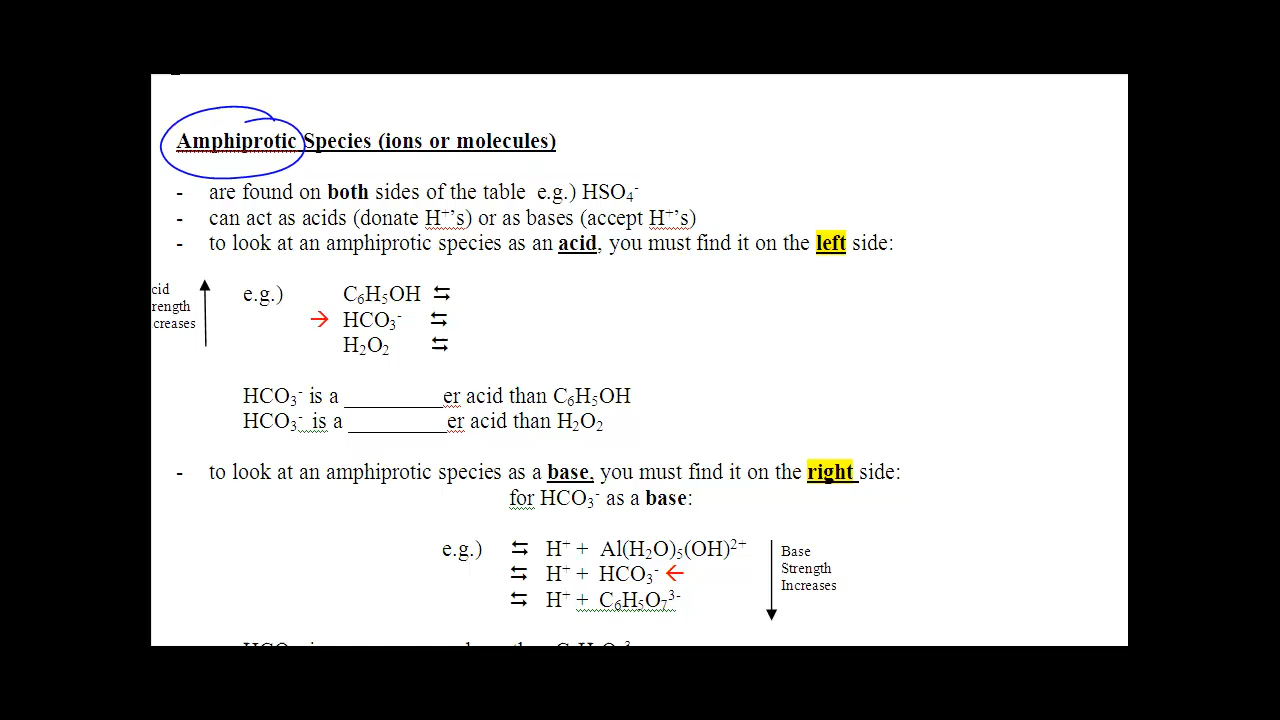 Amphiprotic Species (ions or molecules)
- are found on both sides of the table e.g.) HSO₄⁻
- can act as acids (donate H⁺'s) or as bases (accept H⁺'s)
- to look at an amphiprotic species as an acid, you must find it on the left side:
cid
rength
creases
e.g.) C₆H₅OH ⇆
→ HCO₃⁻ ⇆
H₂O₂ ⇆
HCO₃⁻ is a _________er acid than C₆H₅OH
HCO₃⁻ is a _________er acid than H₂O₂
- to look at an amphiprotic species as a base, you must find it on the right side:
for HCO₃⁻ as a base:
e.g.) ⇆ H⁺ + Al(H₂O)₅(OH)²⁺
⇆ H⁺ + HCO₃⁻ ←
⇆ H⁺ + C₆H₅O₇³⁻
Base
Strength
Increases